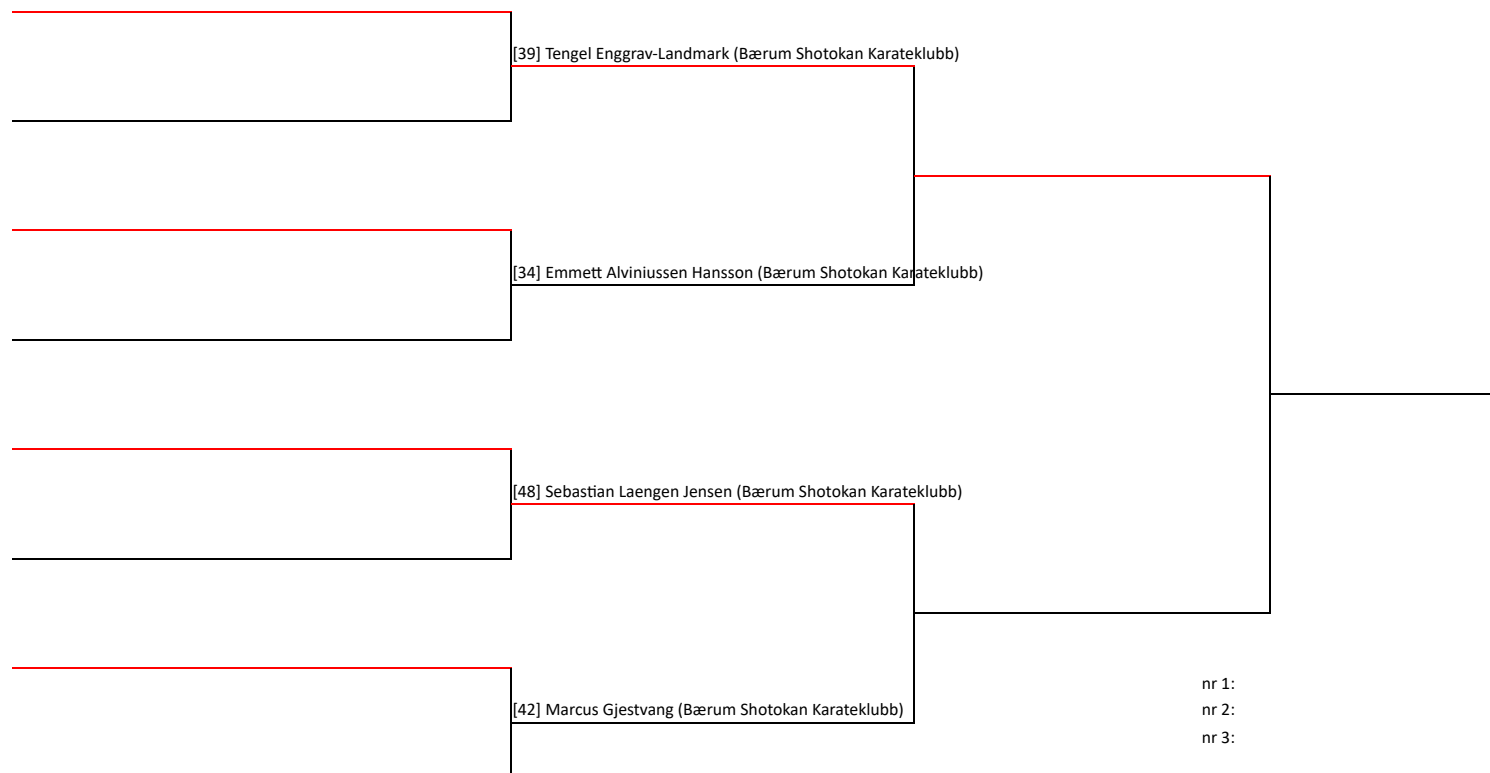 [39] Tengel Enggrav-Landmark (Bærum Shotokan Karateklubb)
[34] Emmett Alviniussen Hansson (Bærum Shotokan Karateklubb)
[48] Sebastian Laengen Jensen (Bærum Shotokan Karateklubb)
[42] Marcus Gjestvang (Bærum Shotokan Karateklubb)
nr 1:
nr 2:
nr 3: